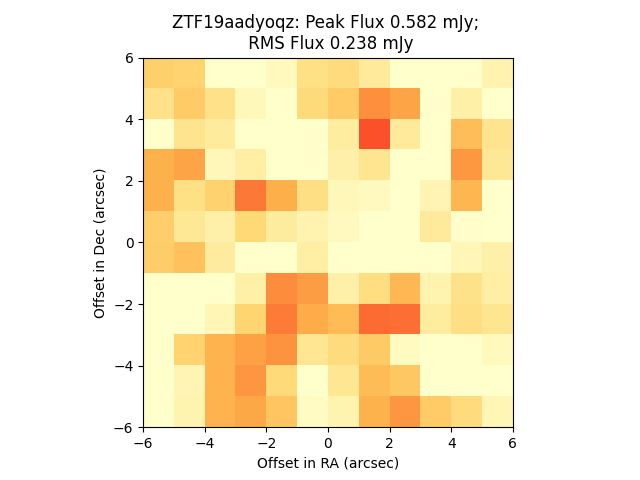 ZTF19aadyoqz: Peak Flux 0.582 mJy;
RMS Flux 0.238 mJy
6
4
2
0
−2
−4
−6
Offset in Dec (arcsec)
−6 −4 −2 0 2 4 6
Offset in RA (arcsec)